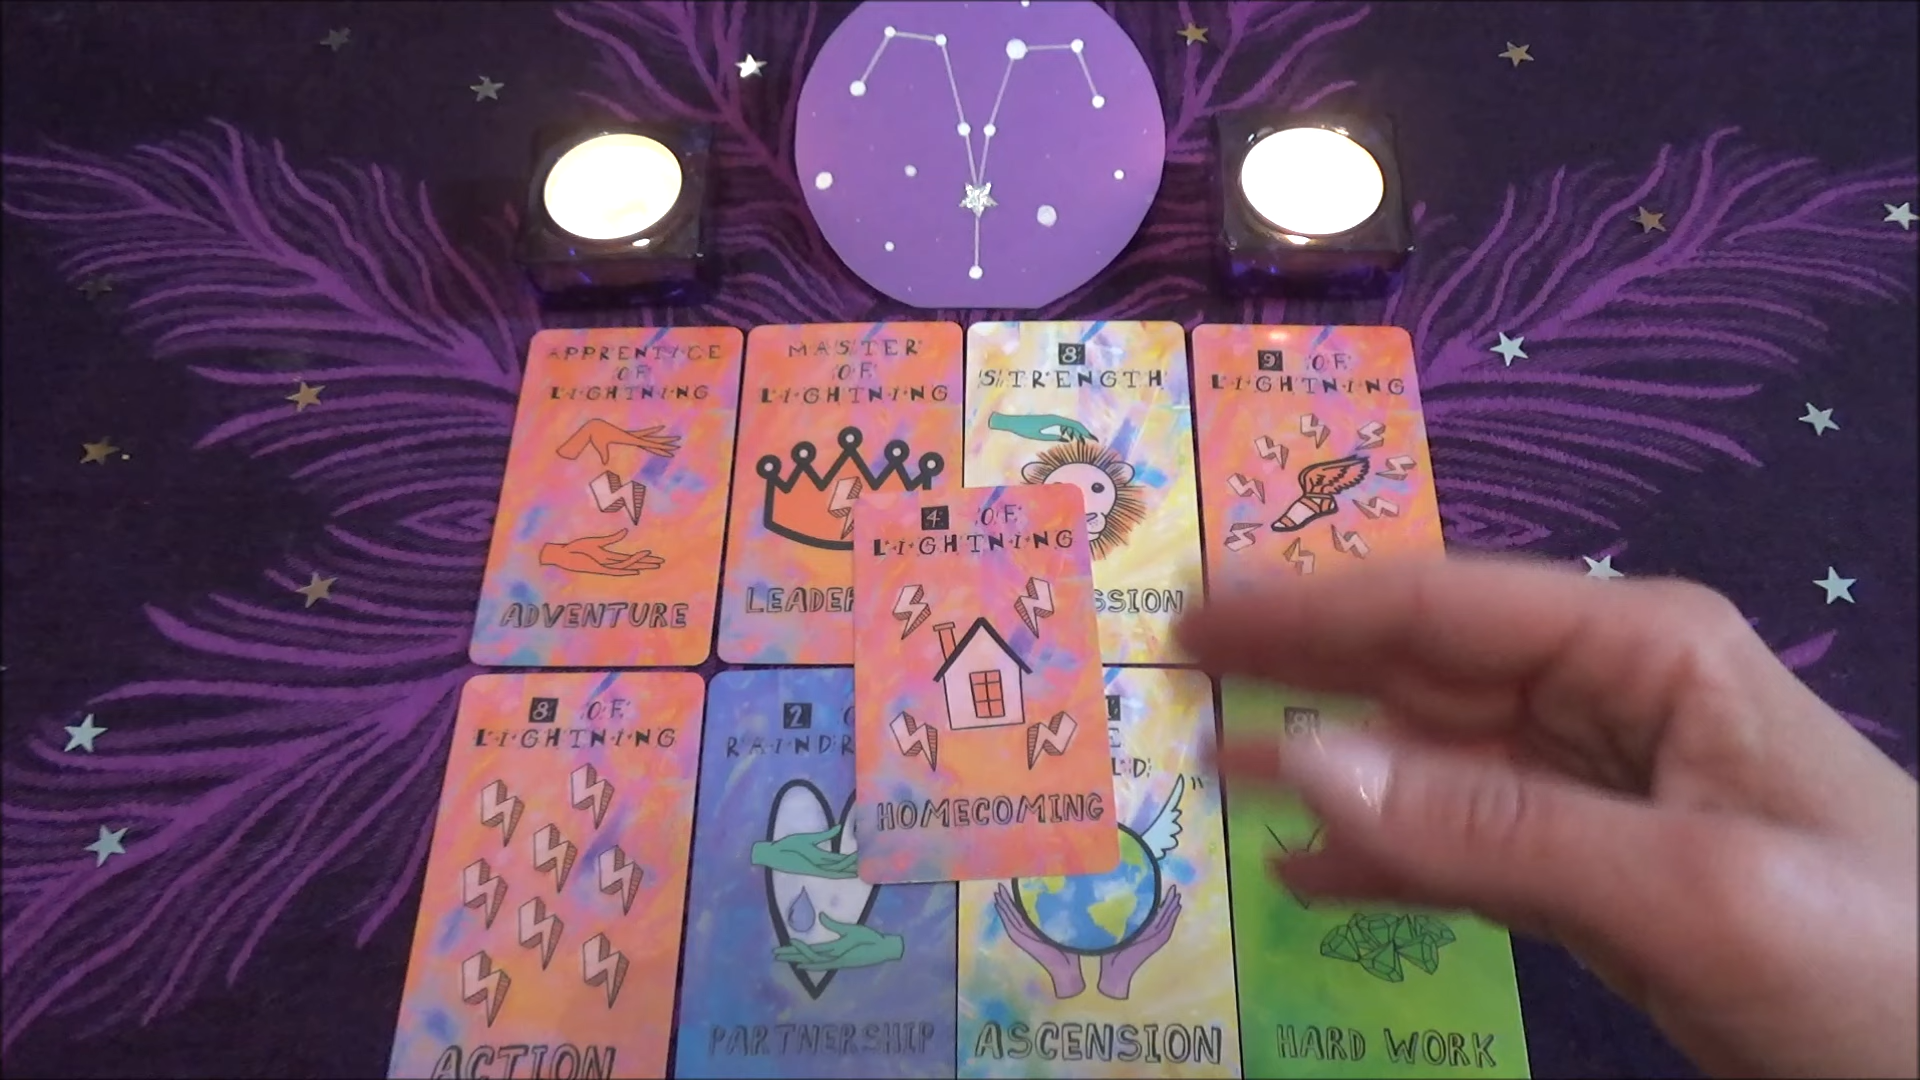 APPRENTICE
OF
LIGHTNING
ADVENTURE
MASTER
OF
LIGHTNING
8
STRENGTH
9 OF
LIGHTNING
4 OF
LIGHTNING
HOMECOMING
8 OF
LIGHTNING
ACTION
2
PARTNERSHIP
ASCENSION
8
HARD WORK